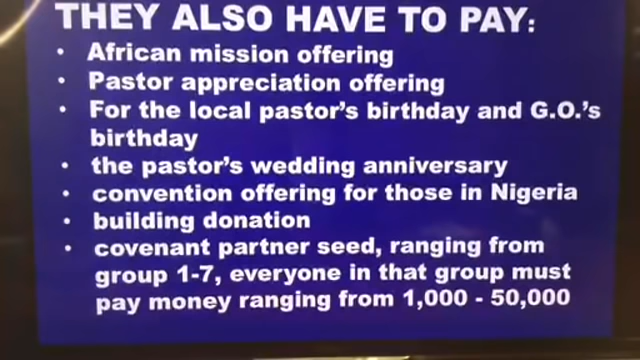 THEY ALSO HAVE TO PAY:
• African mission offering
• Pastor appreciation offering
• For the local pastor's birthday and G.O.'s
birthday
• the pastor's wedding anniversary
• convention offering for those in Nigeria
• building donation
• covenant partner seed, ranging from
group 1-7, everyone in that group must
pay money ranging from 1,000 - 50,000